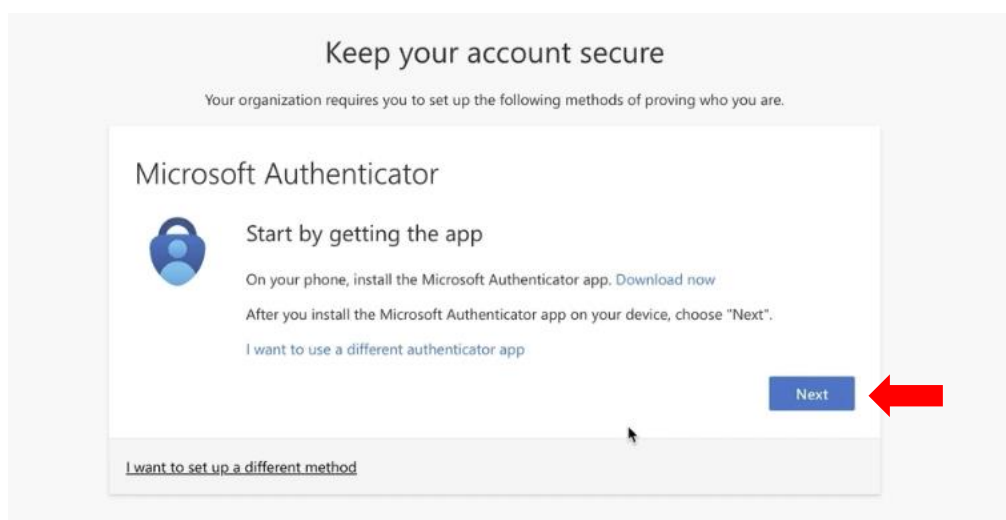 Keep your account secure
Your organization requires you to set up the following methods of proving who you are.
Microsoft Authenticator
Start by getting the app
On your phone, install the Microsoft Authenticator app. Download now
After you install the Microsoft Authenticator app on your device, choose "Next".
I want to use a different authenticator app
Next
I want to set up a different method